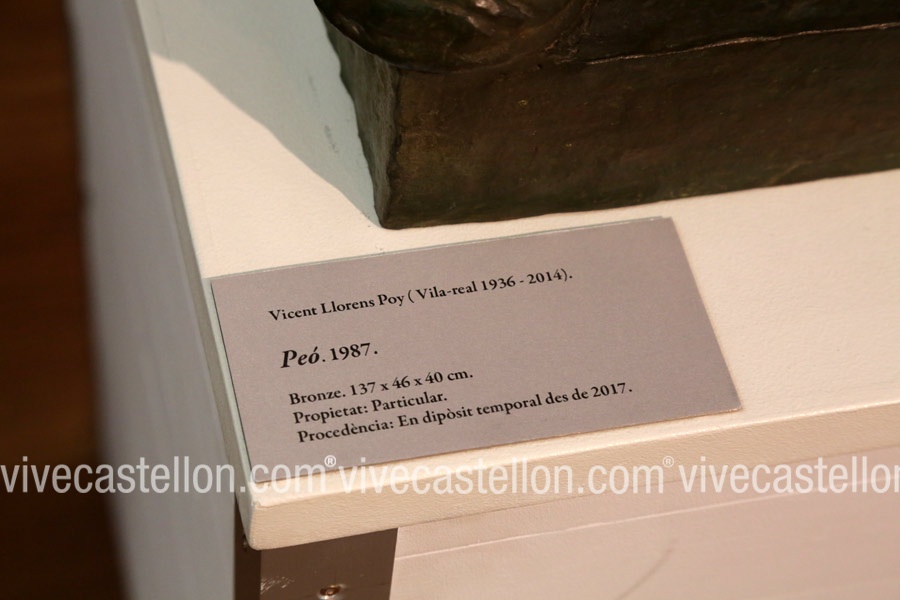 Vicent Llorens Poy ( Vila-real 1936 - 2014).
Peó. 1987.
Bronze. 137 x 46 x 40 cm.
Propietat: Particular.
Procedència: En dipòsit temporal des de 2017.
vivecastellon.com® vivecastellon.com® vivecastellon.com